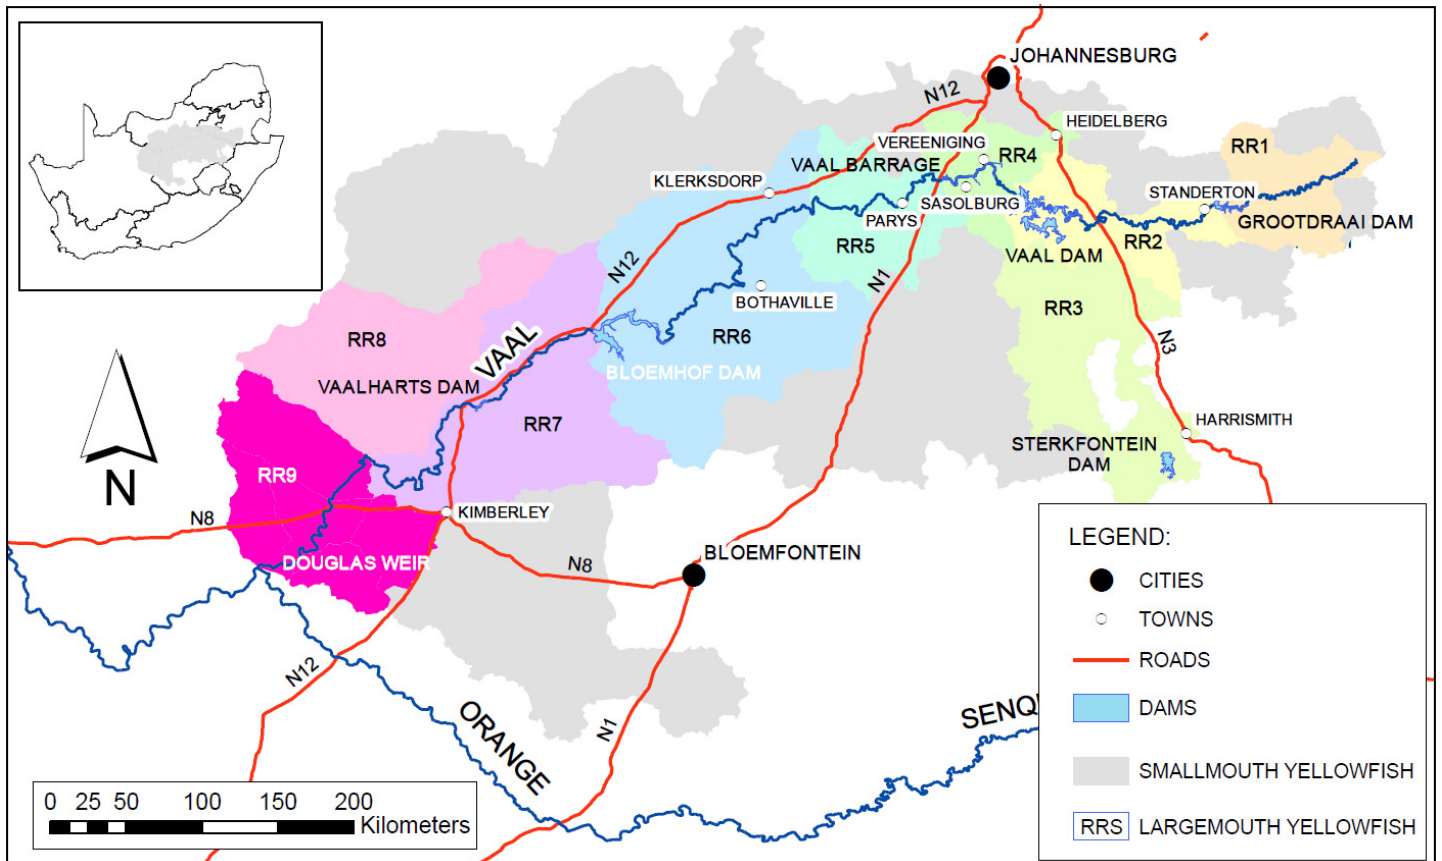 JOHANNESBURG
N12
HEIDELBERG
VEREENIGING
RR1
RR4
VAAL BARRAGE
KLERKSDORP
STANDERTON
SASOLBURG
PARYS
GROOTDRAAI DAM
RR5
RR2
VAAL DAM
N12
N1
BOTHAVILLE
RR3
RR8
VAAL
RR6
N3
BLOEMHOF DAM
VAALHARTS DAM
RR7
HARRISMITH
STERKFONTEIN
DAM
RR9
N
N8
KIMBERLEY
DOUGLAS WEIR
N8
BLOEMFONTEIN
N12
ORANGE
N1
SENQ
LEGEND:
CITIES
TOWNS
ROADS
DAMS
SMALLMOUTH YELLOWFISH
RRS LARGEMOUTH YELLOWFISH
0 25 50 100 150 200
Kilometers